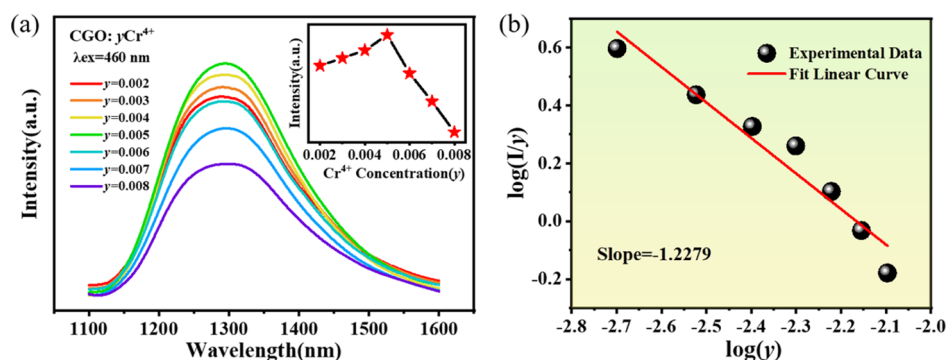 (a)
CGO: yCr⁴⁺
λex=460 nm
y=0.002
y=0.003
y=0.004
y=0.005
y=0.006
y=0.007
y=0.008
Intensity(a.u.)
1100 1200 1300 1400 1500 1600
Wavelength(nm)
Intensity(a.u.)
0.002 0.004 0.006 0.008
Cr⁴⁺ Concentration(y)
(b)
Experimental Data
Fit Linear Curve
Slope=-1.2279
log(I/y)
0.6
0.4
0.2
0.0
-0.2
-2.8 -2.7 -2.6 -2.5 -2.4 -2.3 -2.2 -2.1 -2.0
log(y)